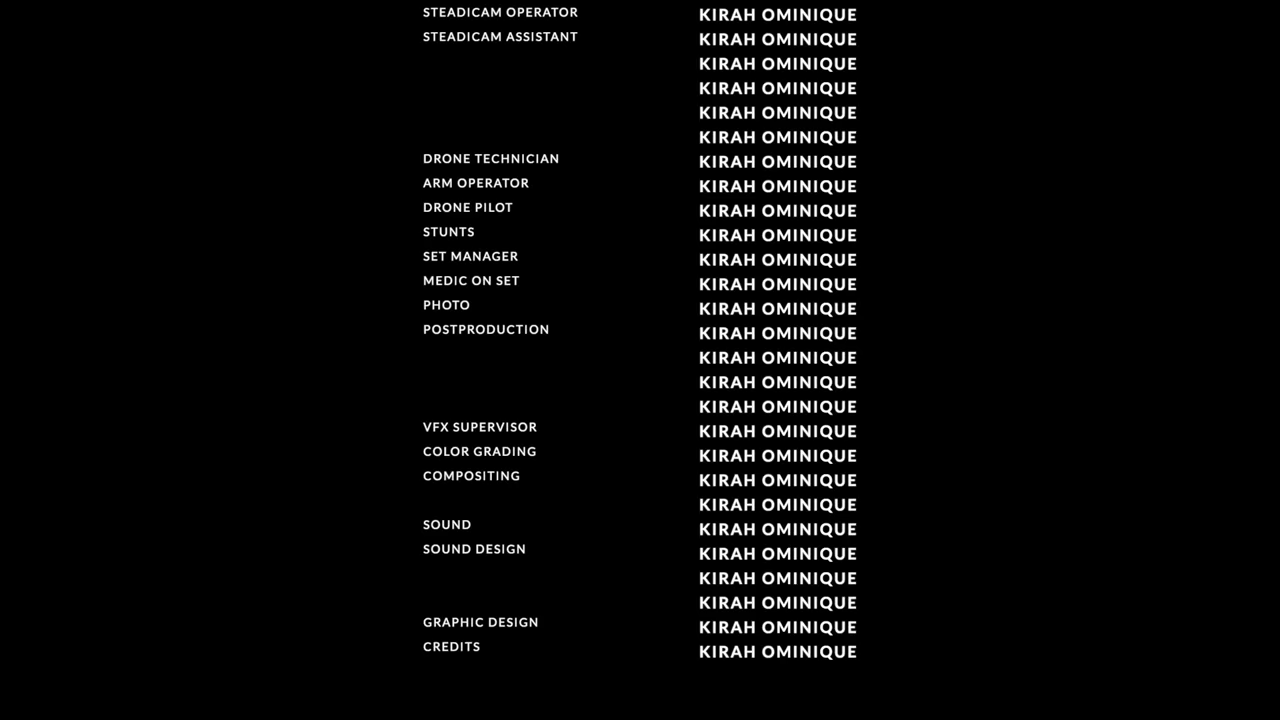 STEADICAM OPERATOR KIRAH OMINIQUE
STEADICAM ASSISTANT KIRAH OMINIQUE
KIRAH OMINIQUE
KIRAH OMINIQUE
KIRAH OMINIQUE
KIRAH OMINIQUE
DRONE TECHNICIAN KIRAH OMINIQUE
ARM OPERATOR KIRAH OMINIQUE
DRONE PILOT KIRAH OMINIQUE
STUNTS KIRAH OMINIQUE
SET MANAGER KIRAH OMINIQUE
MEDIC ON SET KIRAH OMINIQUE
PHOTO KIRAH OMINIQUE
POSTPRODUCTION KIRAH OMINIQUE
KIRAH OMINIQUE
KIRAH OMINIQUE
KIRAH OMINIQUE
VFX SUPERVISOR KIRAH OMINIQUE
COLOR GRADING KIRAH OMINIQUE
COMPOSITING KIRAH OMINIQUE
KIRAH OMINIQUE
SOUND KIRAH OMINIQUE
SOUND DESIGN KIRAH OMINIQUE
KIRAH OMINIQUE
KIRAH OMINIQUE
GRAPHIC DESIGN KIRAH OMINIQUE
CREDITS KIRAH OMINIQUE